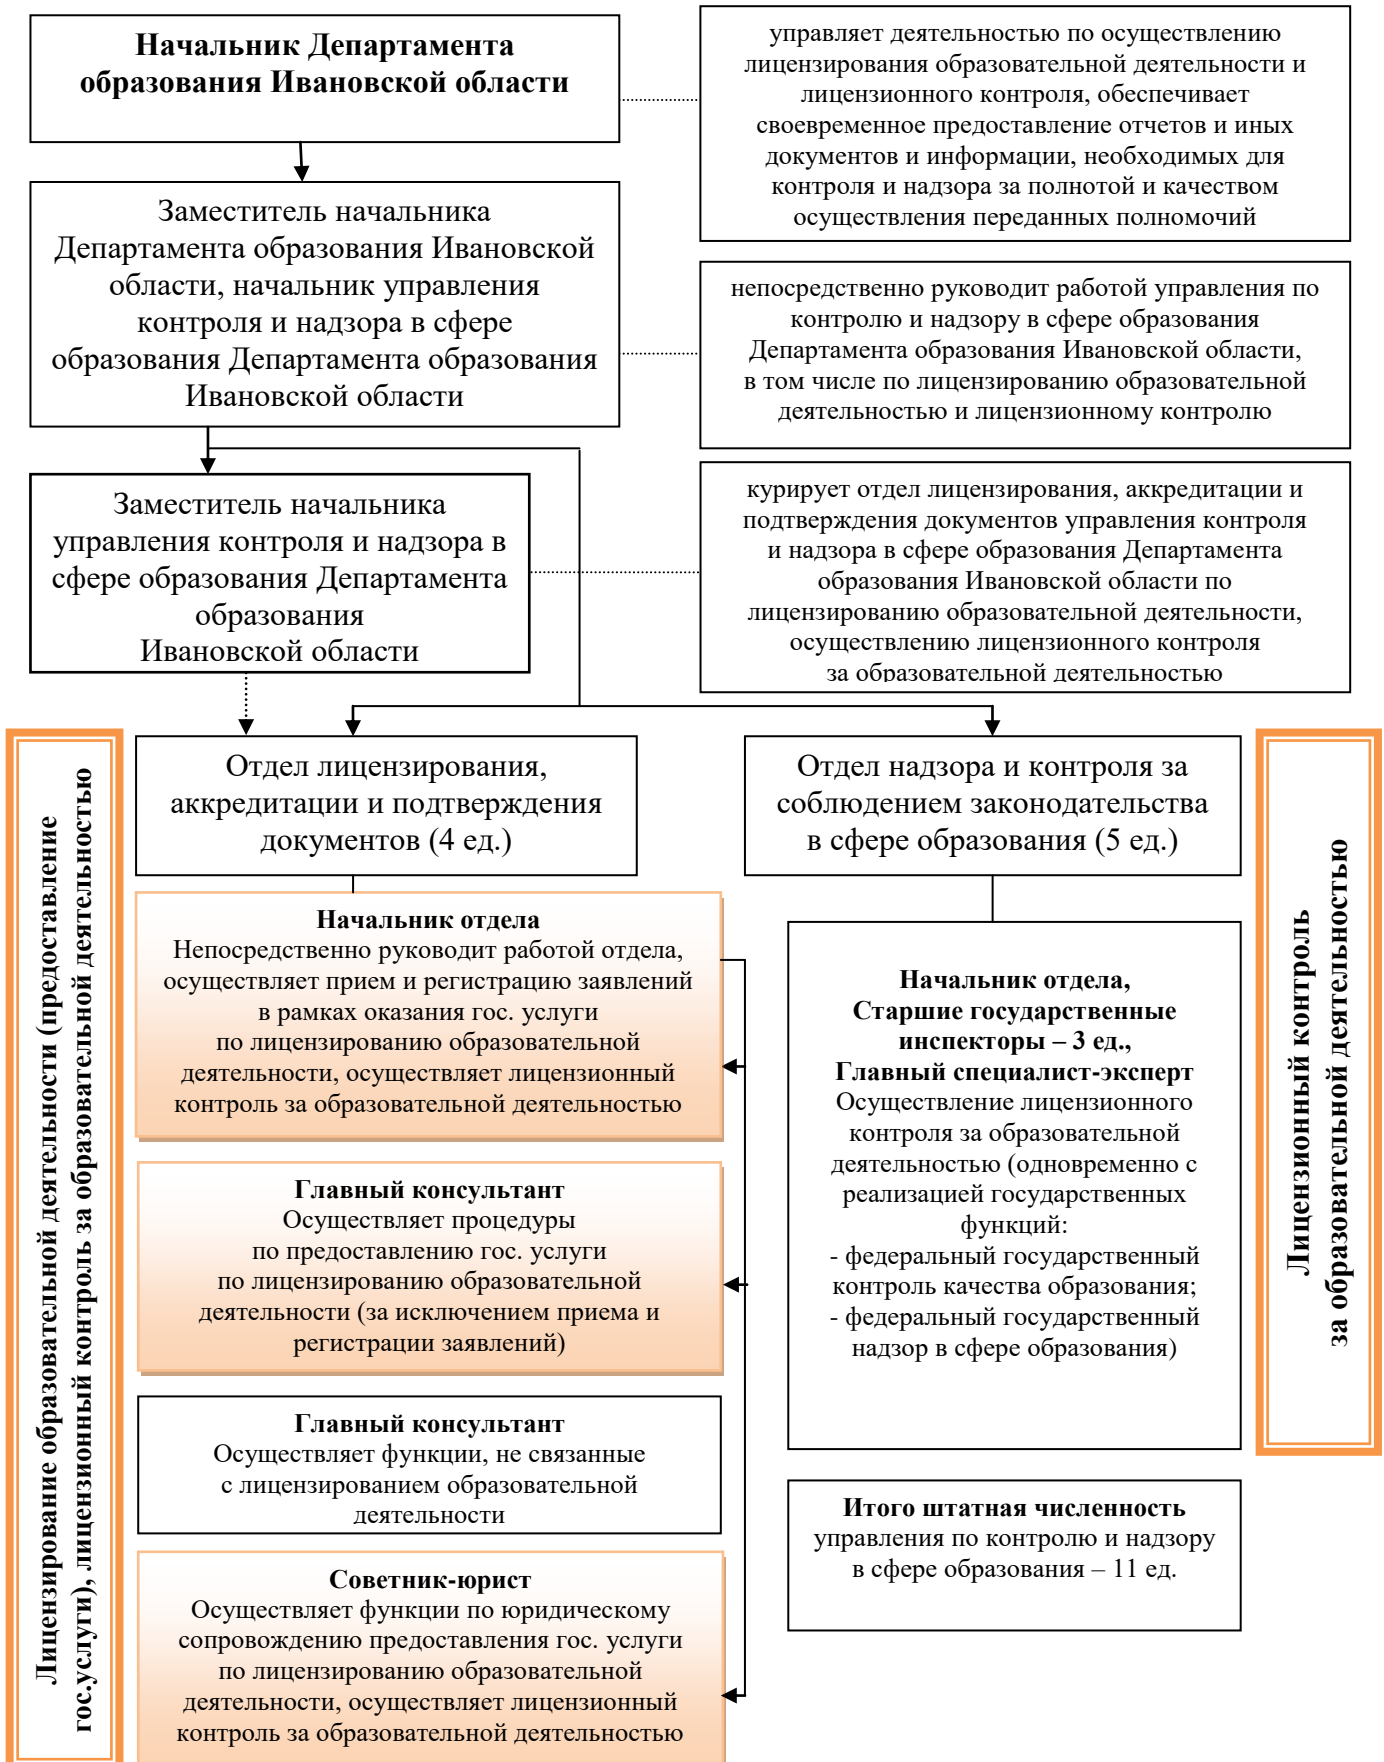 Начальник Департамента
образования Ивановской области
управляет деятельностью по осуществлению
лицензирования образовательной деятельности и
лицензионного контроля, обеспечивает
своевременное предоставление отчетов и иных
документов и информации, необходимых для
контроля и надзора за полнотой и качеством
осуществления переданных полномочий
Заместитель начальника
Департамента образования Ивановской
области, начальник управления
контроля и надзора в сфере
образования Департамента образования
Ивановской области
непосредственно руководит работой управления по
контролю и надзору в сфере образования
Департамента образования Ивановской области,
в том числе по лицензированию образовательной
деятельностью и лицензионному контролю
Заместитель начальника
управления контроля и надзора в
сфере образования Департамента
образования
Ивановской области
курирует отдел лицензирования, аккредитации и
подтверждения документов управления контроля
и надзора в сфере образования Департамента
образования Ивановской области по
лицензированию образовательной деятельности,
осуществлению лицензионного контроля
за образовательной деятельностью
Лицензирование образовательной деятельности (предоставление
гос.услуги), лицензионный контроль за образовательной деятельностью
Отдел лицензирования,
аккредитации и подтверждения
документов (4 ед.)
Начальник отдела
Непосредственно руководит работой отдела,
осуществляет прием и регистрацию заявлений
в рамках оказания гос. услуги
по лицензированию образовательной
деятельности, осуществляет лицензионный
контроль за образовательной деятельностью
Главный консультант
Осуществляет процедуры
по предоставлению гос. услуги
по лицензированию образовательной
деятельности (за исключением приема и
регистрации заявлений)
Главный консультант
Осуществляет функции, не связанные
с лицензированием образовательной
деятельности
Советник-юрист
Осуществляет функции по юридическому
сопровождению предоставления гос. услуги
по лицензированию образовательной
деятельности, осуществляет лицензионный
контроль за образовательной деятельностью
Отдел надзора и контроля за
соблюдением законодательства
в сфере образования (5 ед.)
Начальник отдела,
Старшие государственные
инспекторы – 3 ед.,
Главный специалист-эксперт
Осуществление лицензионного
контроля за образовательной
деятельностью (одновременно с
реализацией государственных
функций:
- федеральный государственный
контроль качества образования;
- федеральный государственный
надзор в сфере образования)
Итого штатная численность
управления по контролю и надзору
в сфере образования – 11 ед.
Лицензионный контроль
за образовательной деятельностью